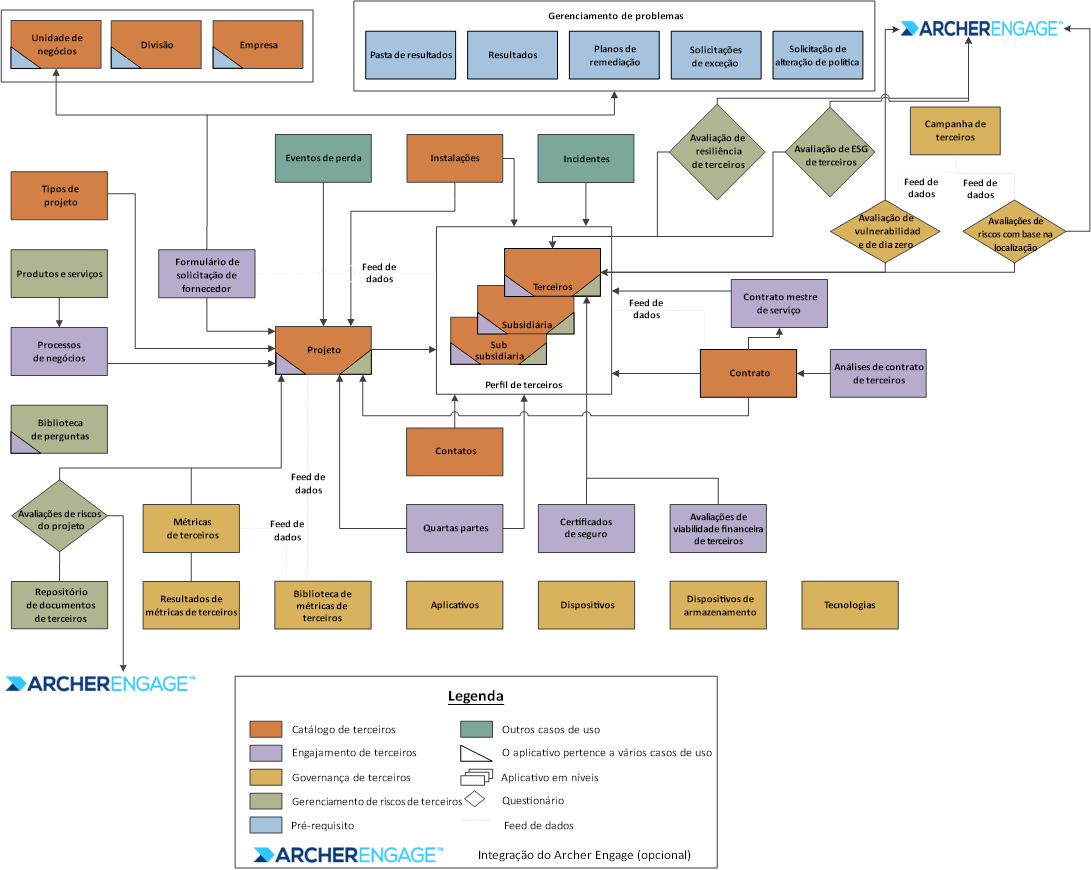 Unidade de
negócios
Divisão
Empresa
Gerenciamento de problemas
Pasta de resultados
Resultados
Planos de
remediação
Solicitações
de exceção
Solicitação de
alteração de política
ARCHERENGAGE™
Eventos de perda
Instalações
Incidentes
Avaliação de
resiliência
de terceiros
Avaliação de ESG
de terceiros
Campanha de
terceiros
Feed de
dados
Feed de
dados
Tipos de
projeto
Avaliação de
vulnerabilidad
e de dia zero
Avaliações de
riscos com base na
localização
Produtos e serviços
Formulário de
solicitação de
fornecedor
Feed de
dados
Terceiros
Subsidiária
Sub
subsidiaria
Perfil de terceiros
Feed de
dados
Contrato mestre
de serviço
Processos
de negócios
Projeto
Contrato
Análises de contrato
de terceiros
Biblioteca
de perguntas
Contatos
Feed de
dados
Avaliações de riscos
do projeto
Métricas
de terceiros
Feed de
dados
Quartas partes
Certificados
de seguro
Avaliações de
viabilidade financeira
de terceiros
Repositório
de documentos
de terceiros
Resultados de
métricas de terceiros
Biblioteca de
métricas de
terceiros
Aplicativos
Dispositivos
Dispositivos de
armazenamento
Tecnologias
ARCHERENGAGE™
Legenda
Catálogo de terceiros
Engajamento de terceiros
Governança de terceiros
Gerenciamento de riscos de terceiros
Pré-requisito
Outros casos de uso
O aplicativo pertence a vários casos de uso
Aplicativo em níveis
Questionário
Feed de dados
ARCHERENGAGE™
Integração do Archer Engage (opcional)